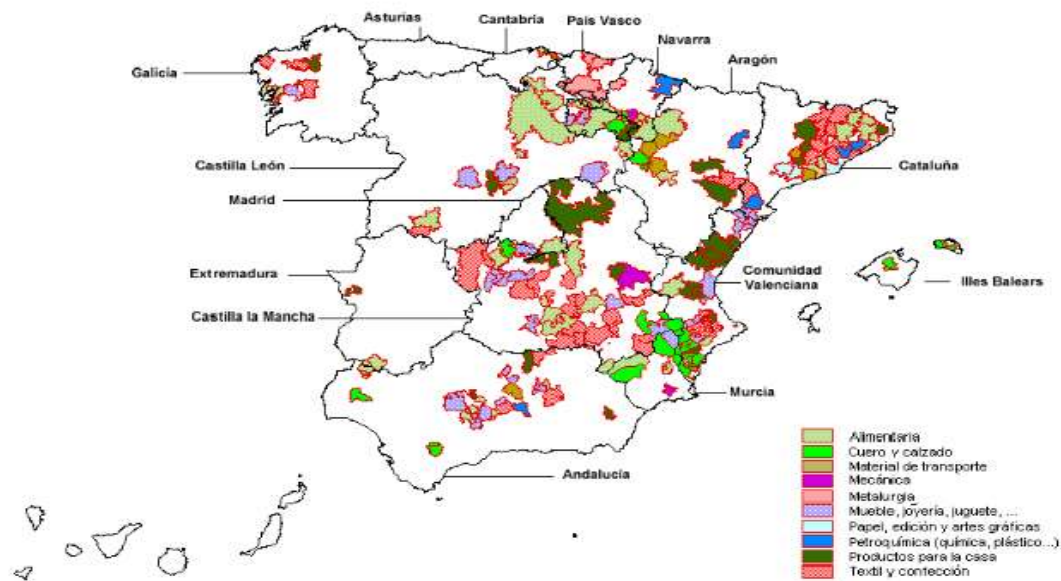 Asturias
Cantabria
País Vasco
Navarra
Aragón
Galicia
Castilla León
Cataluña
Madrid
Extremadura
Comunidad
Valenciana
Illes Balears
Castilla la Mancha
Murcia
Andalucía
Alimentaria
Cuero y calzado
Material de transporte
Mecánica
Metalurgia
Mueble, joyería, juguete, ...
Papel, edición y artes gráficas
Petroquímica (química, plástico...)
Productos para la casa
Textil y confección